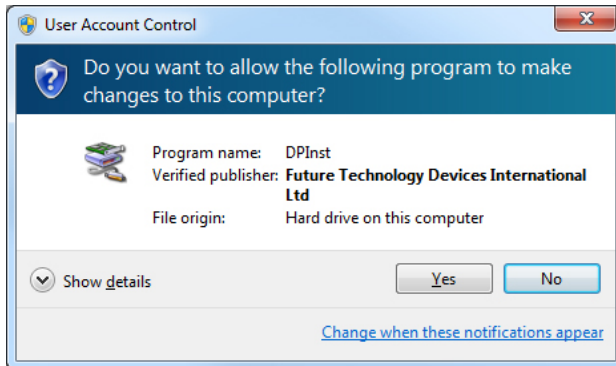 User Account Control
Do you want to allow the following program to make
changes to this computer?
Program name: DPInst
Verified publisher: Future Technology Devices International
Ltd
File origin: Hard drive on this computer
Show details
Yes
No
Change when these notifications appear